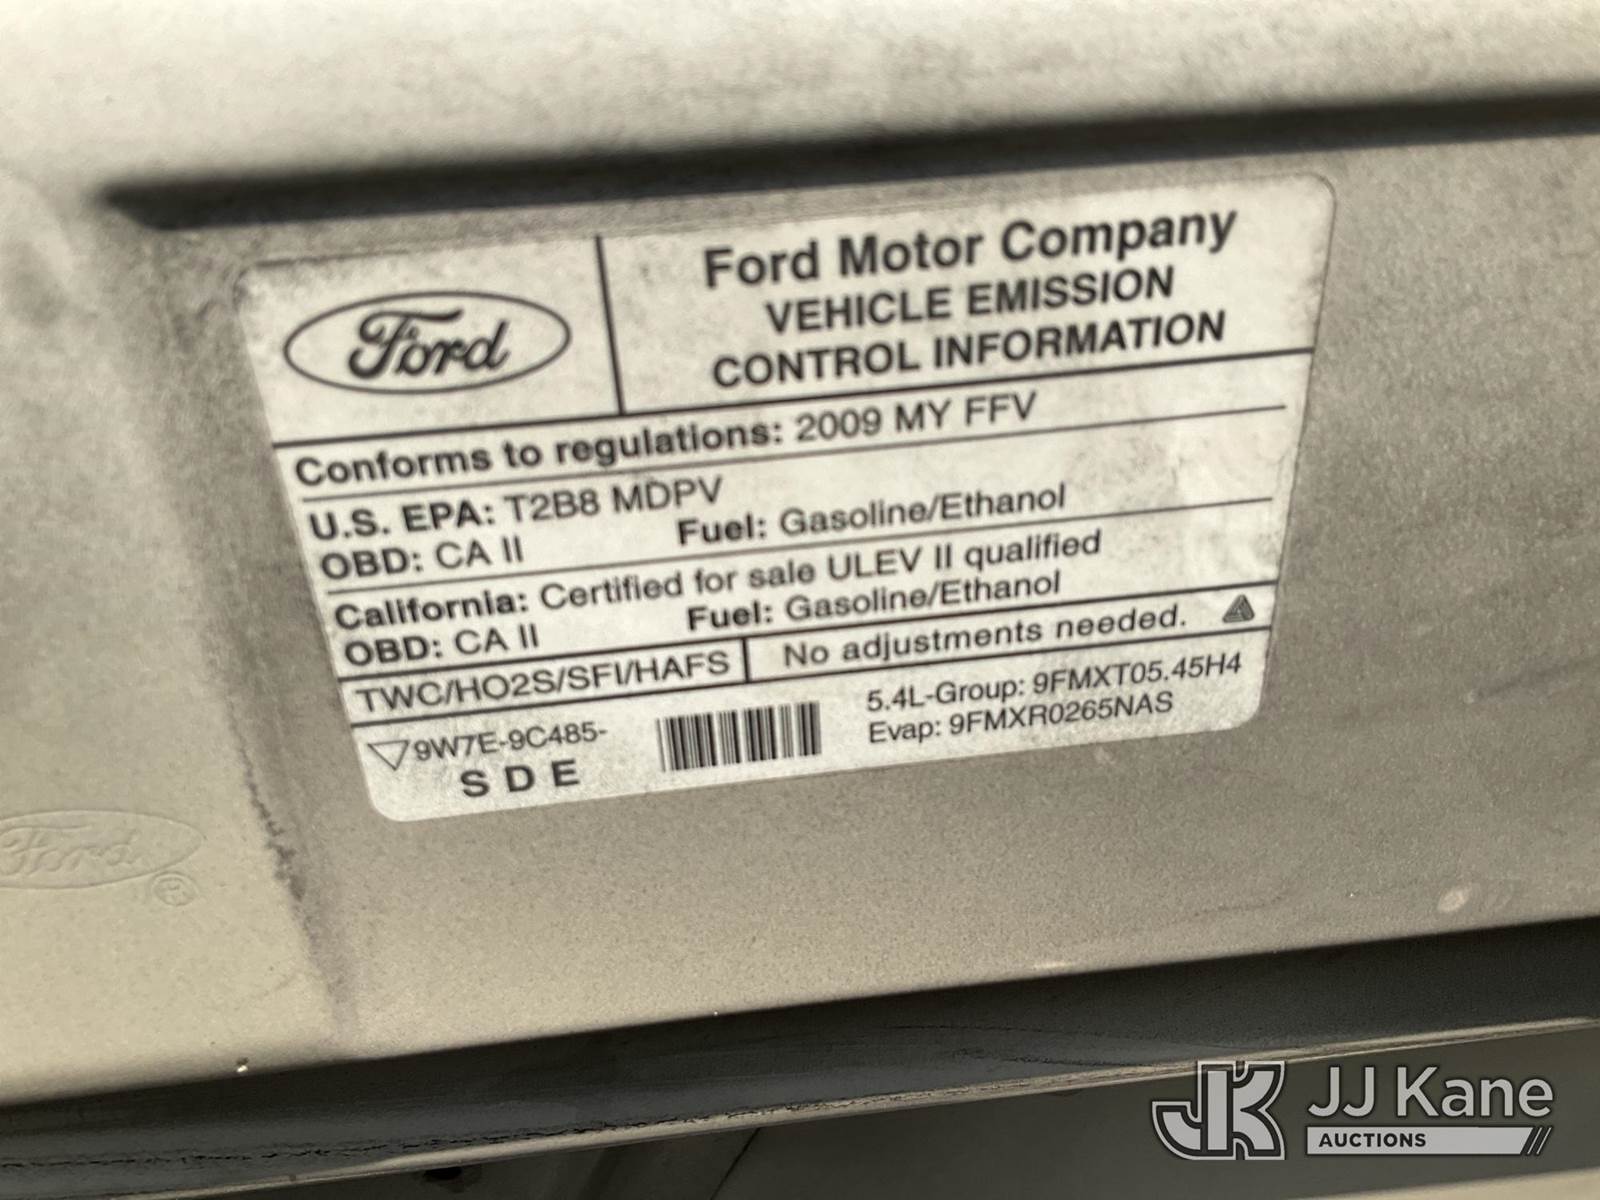 Ford
Ford Motor Company
VEHICLE EMISSION
CONTROL INFORMATION
Conforms to regulations: 2009 MY FFV
U.S. EPA: T2B8 MDPV
OBD: CA II Fuel: Gasoline/Ethanol
California: Certified for sale ULEV II qualified
OBD: CA II Fuel: Gasoline/Ethanol
TWC/HO2S/SFI/HAFS No adjustments needed.
9W7E-9C485- 5.4L-Group: 9FMXT05.45H4
SDE Evap: 9FMXR0265NAS
Ford ®
JK JJ Kane
AUCTIONS